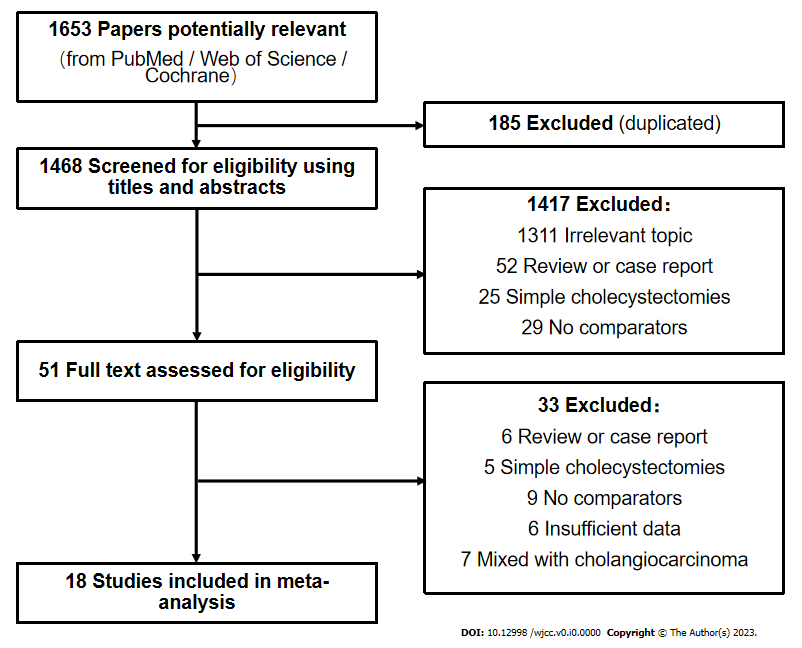 1653 Papers potentially relevant
（from PubMed / Web of Science /
Cochrane）
185 Excluded (duplicated)
1468 Screened for eligibility using
titles and abstracts
1417 Excluded：
1311 Irrelevant topic
52 Review or case report
25 Simple cholecystectomies
29 No comparators
51 Full text assessed for eligibility
33 Excluded：
6 Review or case report
5 Simple cholecystectomies
9 No comparators
6 Insufficient data
7 Mixed with cholangiocarcinoma
18 Studies included in meta-
analysis
DOI: 10.12998 /wjcc.v0.i0.0000 Copyright © The Author(s) 2023.